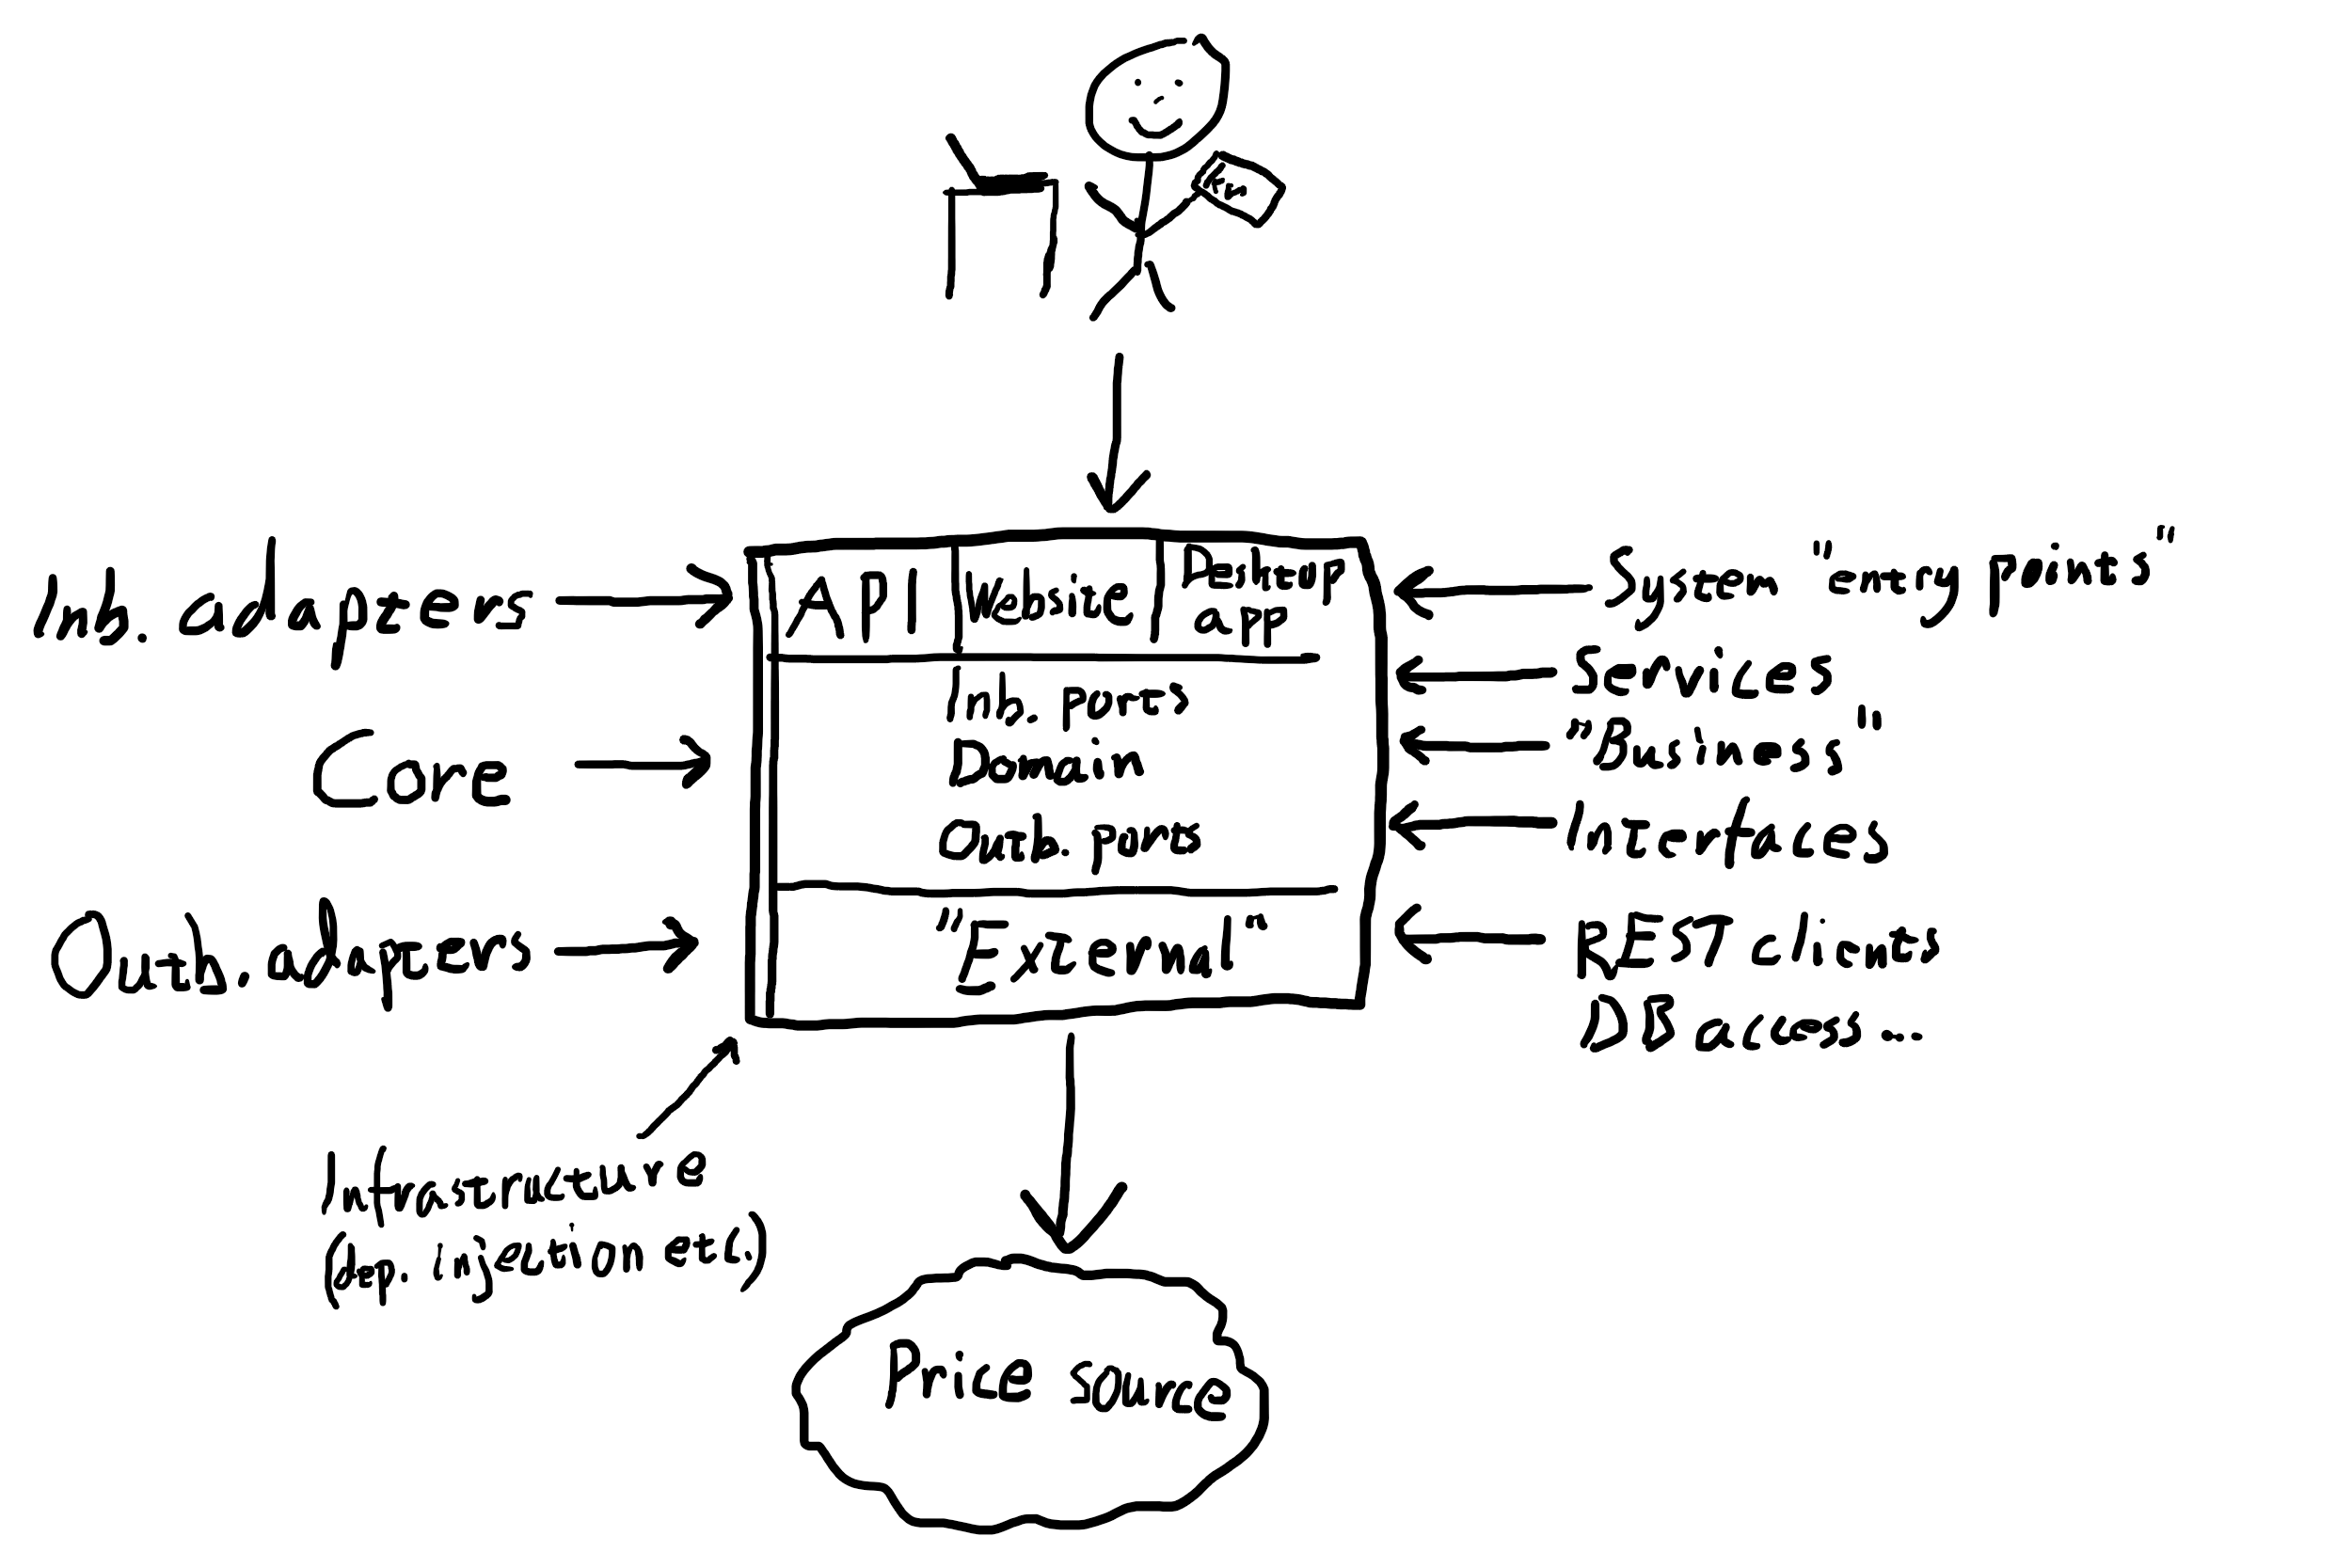 Inb. adapters
API
Website
Desktop
app
System "entry points"
Inb. ports
Services
Core
Domain
"Business"
Outb. ports
Interfaces
Outb. adapters
"External"
REST clients
DB access...
Infrastructure
(dep. injection etc.)
Price source